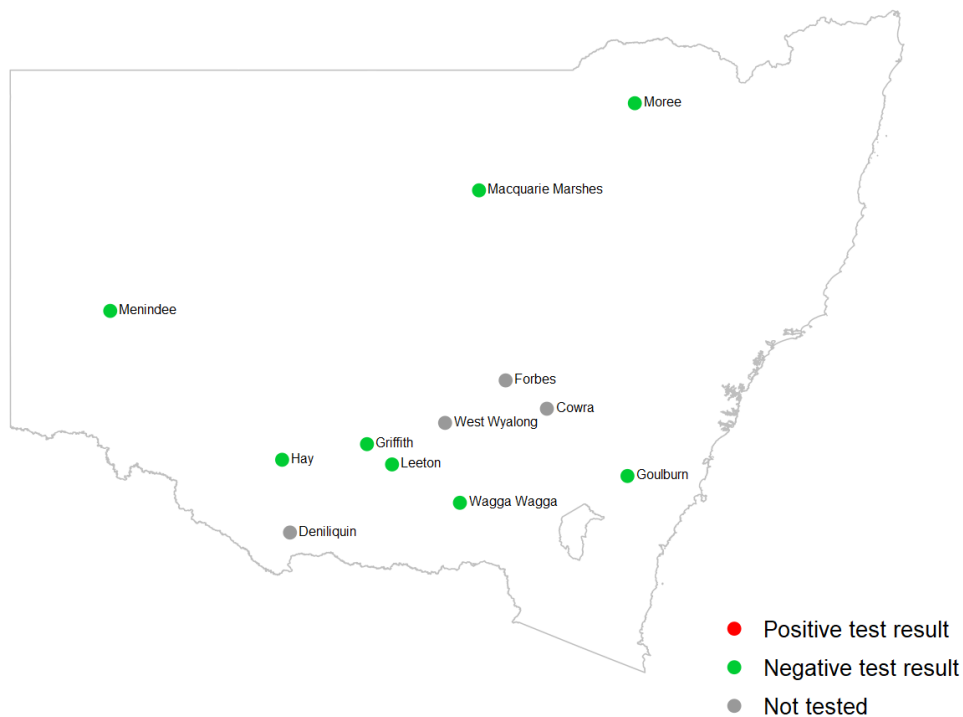 Moree
Macquarie Marshes
Menindee
Forbes
Cowra
West Wyalong
Griffith
Hay
Leeton
Goulburn
Wagga Wagga
Deniliquin
Positive test result
Negative test result
Not tested